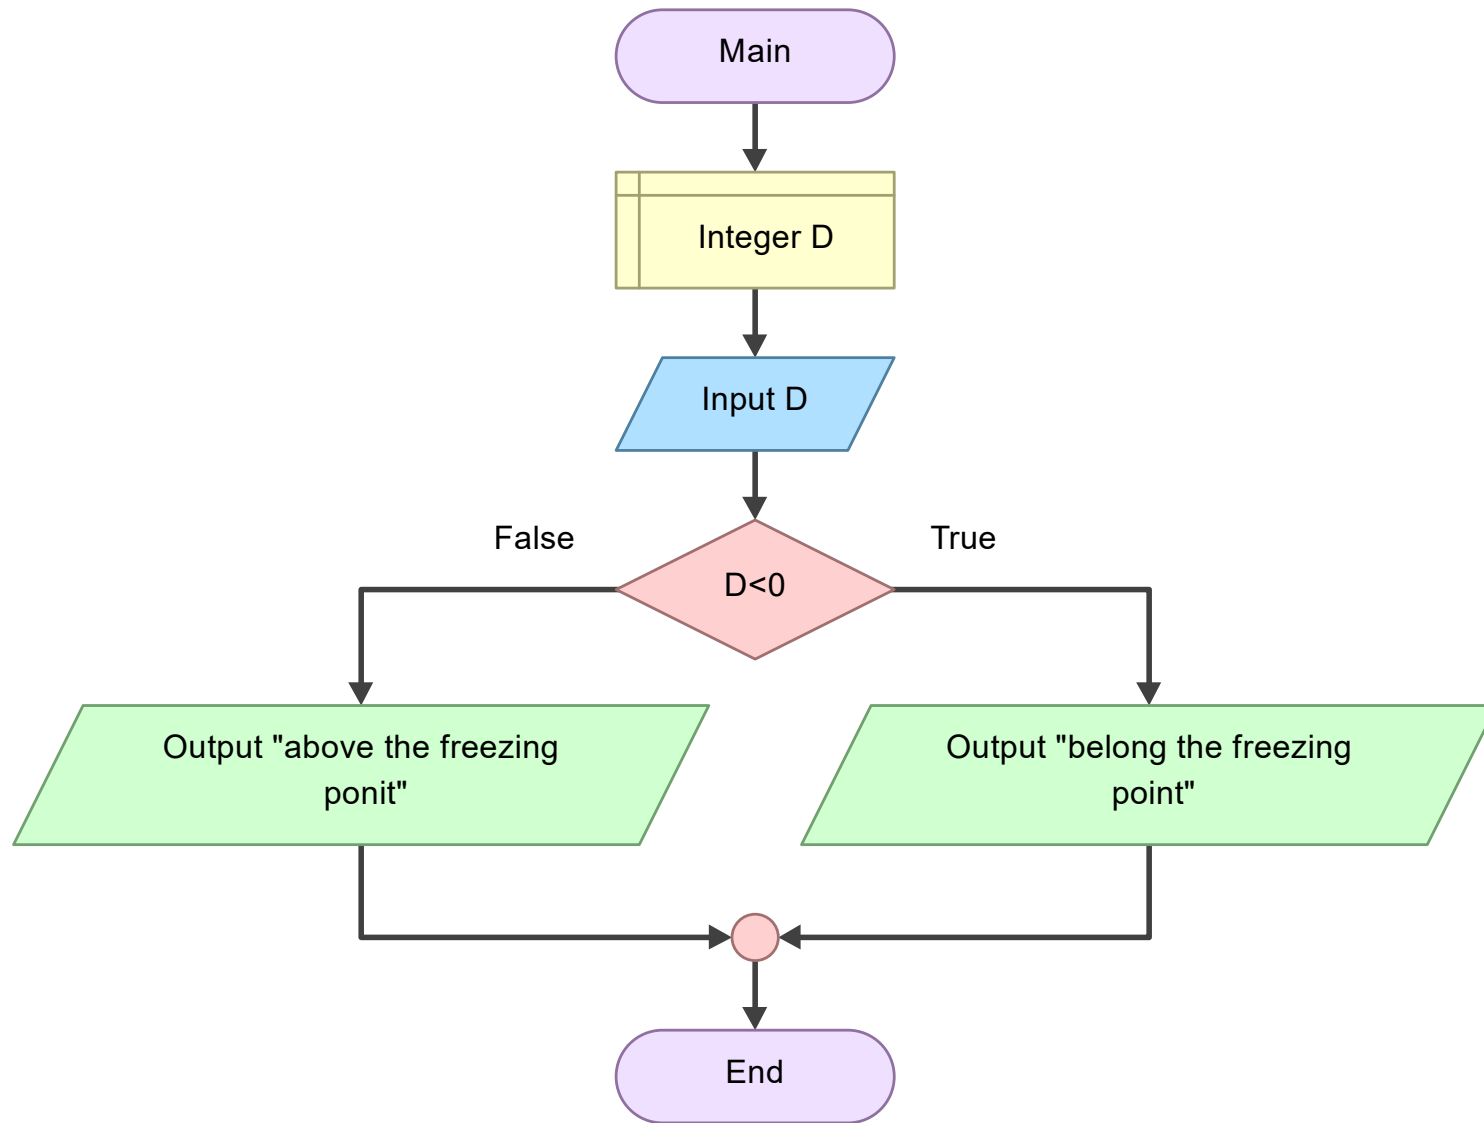 Main
Integer D
Input D
False
True
D<0
Output "above the freezing
ponit"
Output "belong the freezing
point"
End